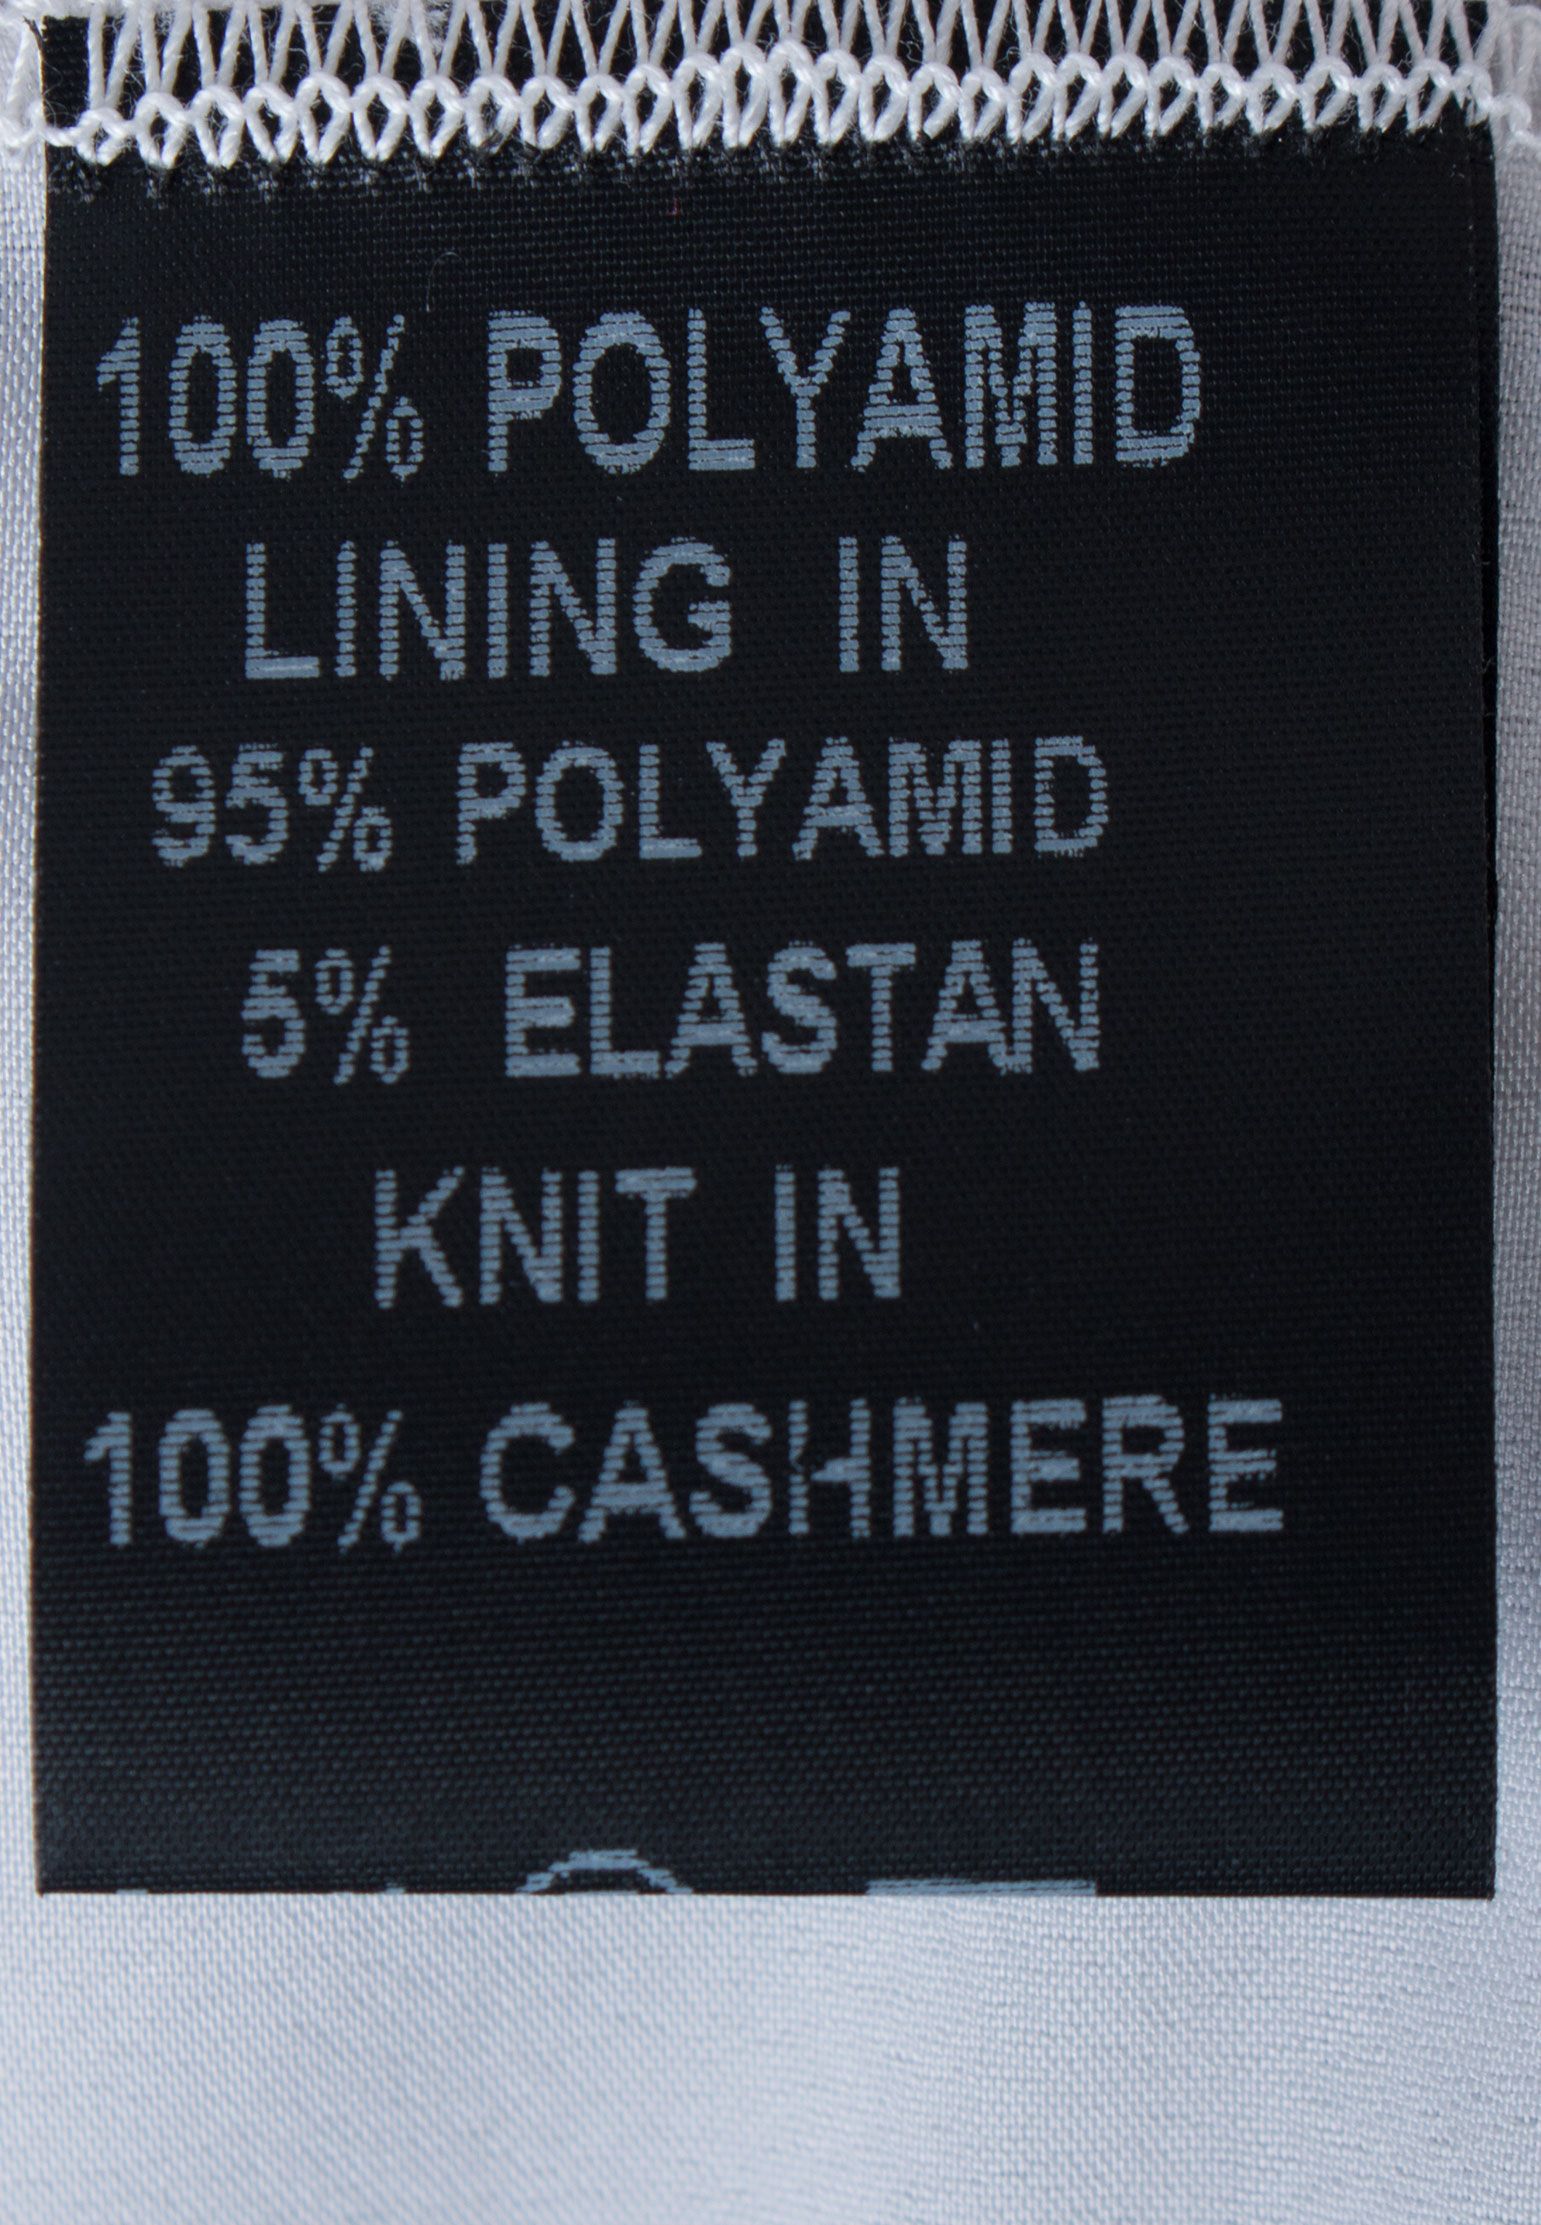 100% POLYAMID
LINING IN
95% POLYAMID
5% ELASTAN
KNIT IN
100% CASHMERE